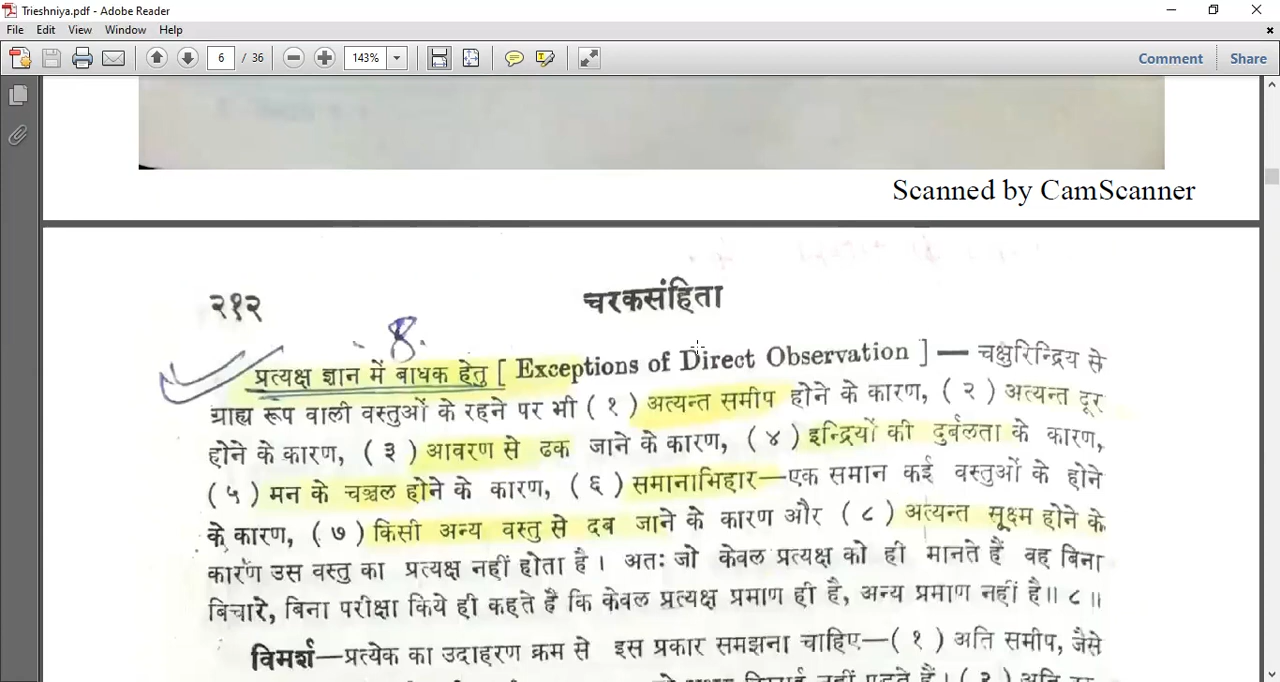 Trieshniya.pdf - Adobe Reader
File Edit View Window Help
6 / 36 143% Comment Share
Scanned by CamScanner
२१२ चरकसंहिता
8.
प्रत्यक्ष ज्ञान में बाधक हेतु [ Exceptions of Direct Observation ] — चक्षुरिन्द्रिय से
ग्राह्य रूप वाली वस्तुओं के रहने पर भी ( १ ) अत्यन्त समीप होने के कारण, ( २ ) अत्यन्त दूर
होने के कारण, ( ३ ) आवरण से ढक जाने के कारण, ( ४ ) इन्द्रियों की दुर्बलता के कारण,
( ५ ) मन के चञ्चल होने के कारण, ( ६ ) समानाभिहार—एक समान कई वस्तुओं के होने
के कारण, ( ७ ) किसी अन्य वस्तु से दब जाने के कारण और ( ८ ) अत्यन्त सूक्ष्म होने के
कारण उस वस्तु का प्रत्यक्ष नहीं होता है । अतः जो केवल प्रत्यक्ष को ही मानते हैं वह बिना
बिचारे, बिना परीक्षा किये ही कहते हैं कि केवल प्रत्यक्ष प्रमाण ही है, अन्य प्रमाण नहीं है॥ ८ ॥
विमर्श—प्रत्येक का उदाहरण क्रम से इस प्रकार समझना चाहिए—( १ ) अति समीप, जैसे